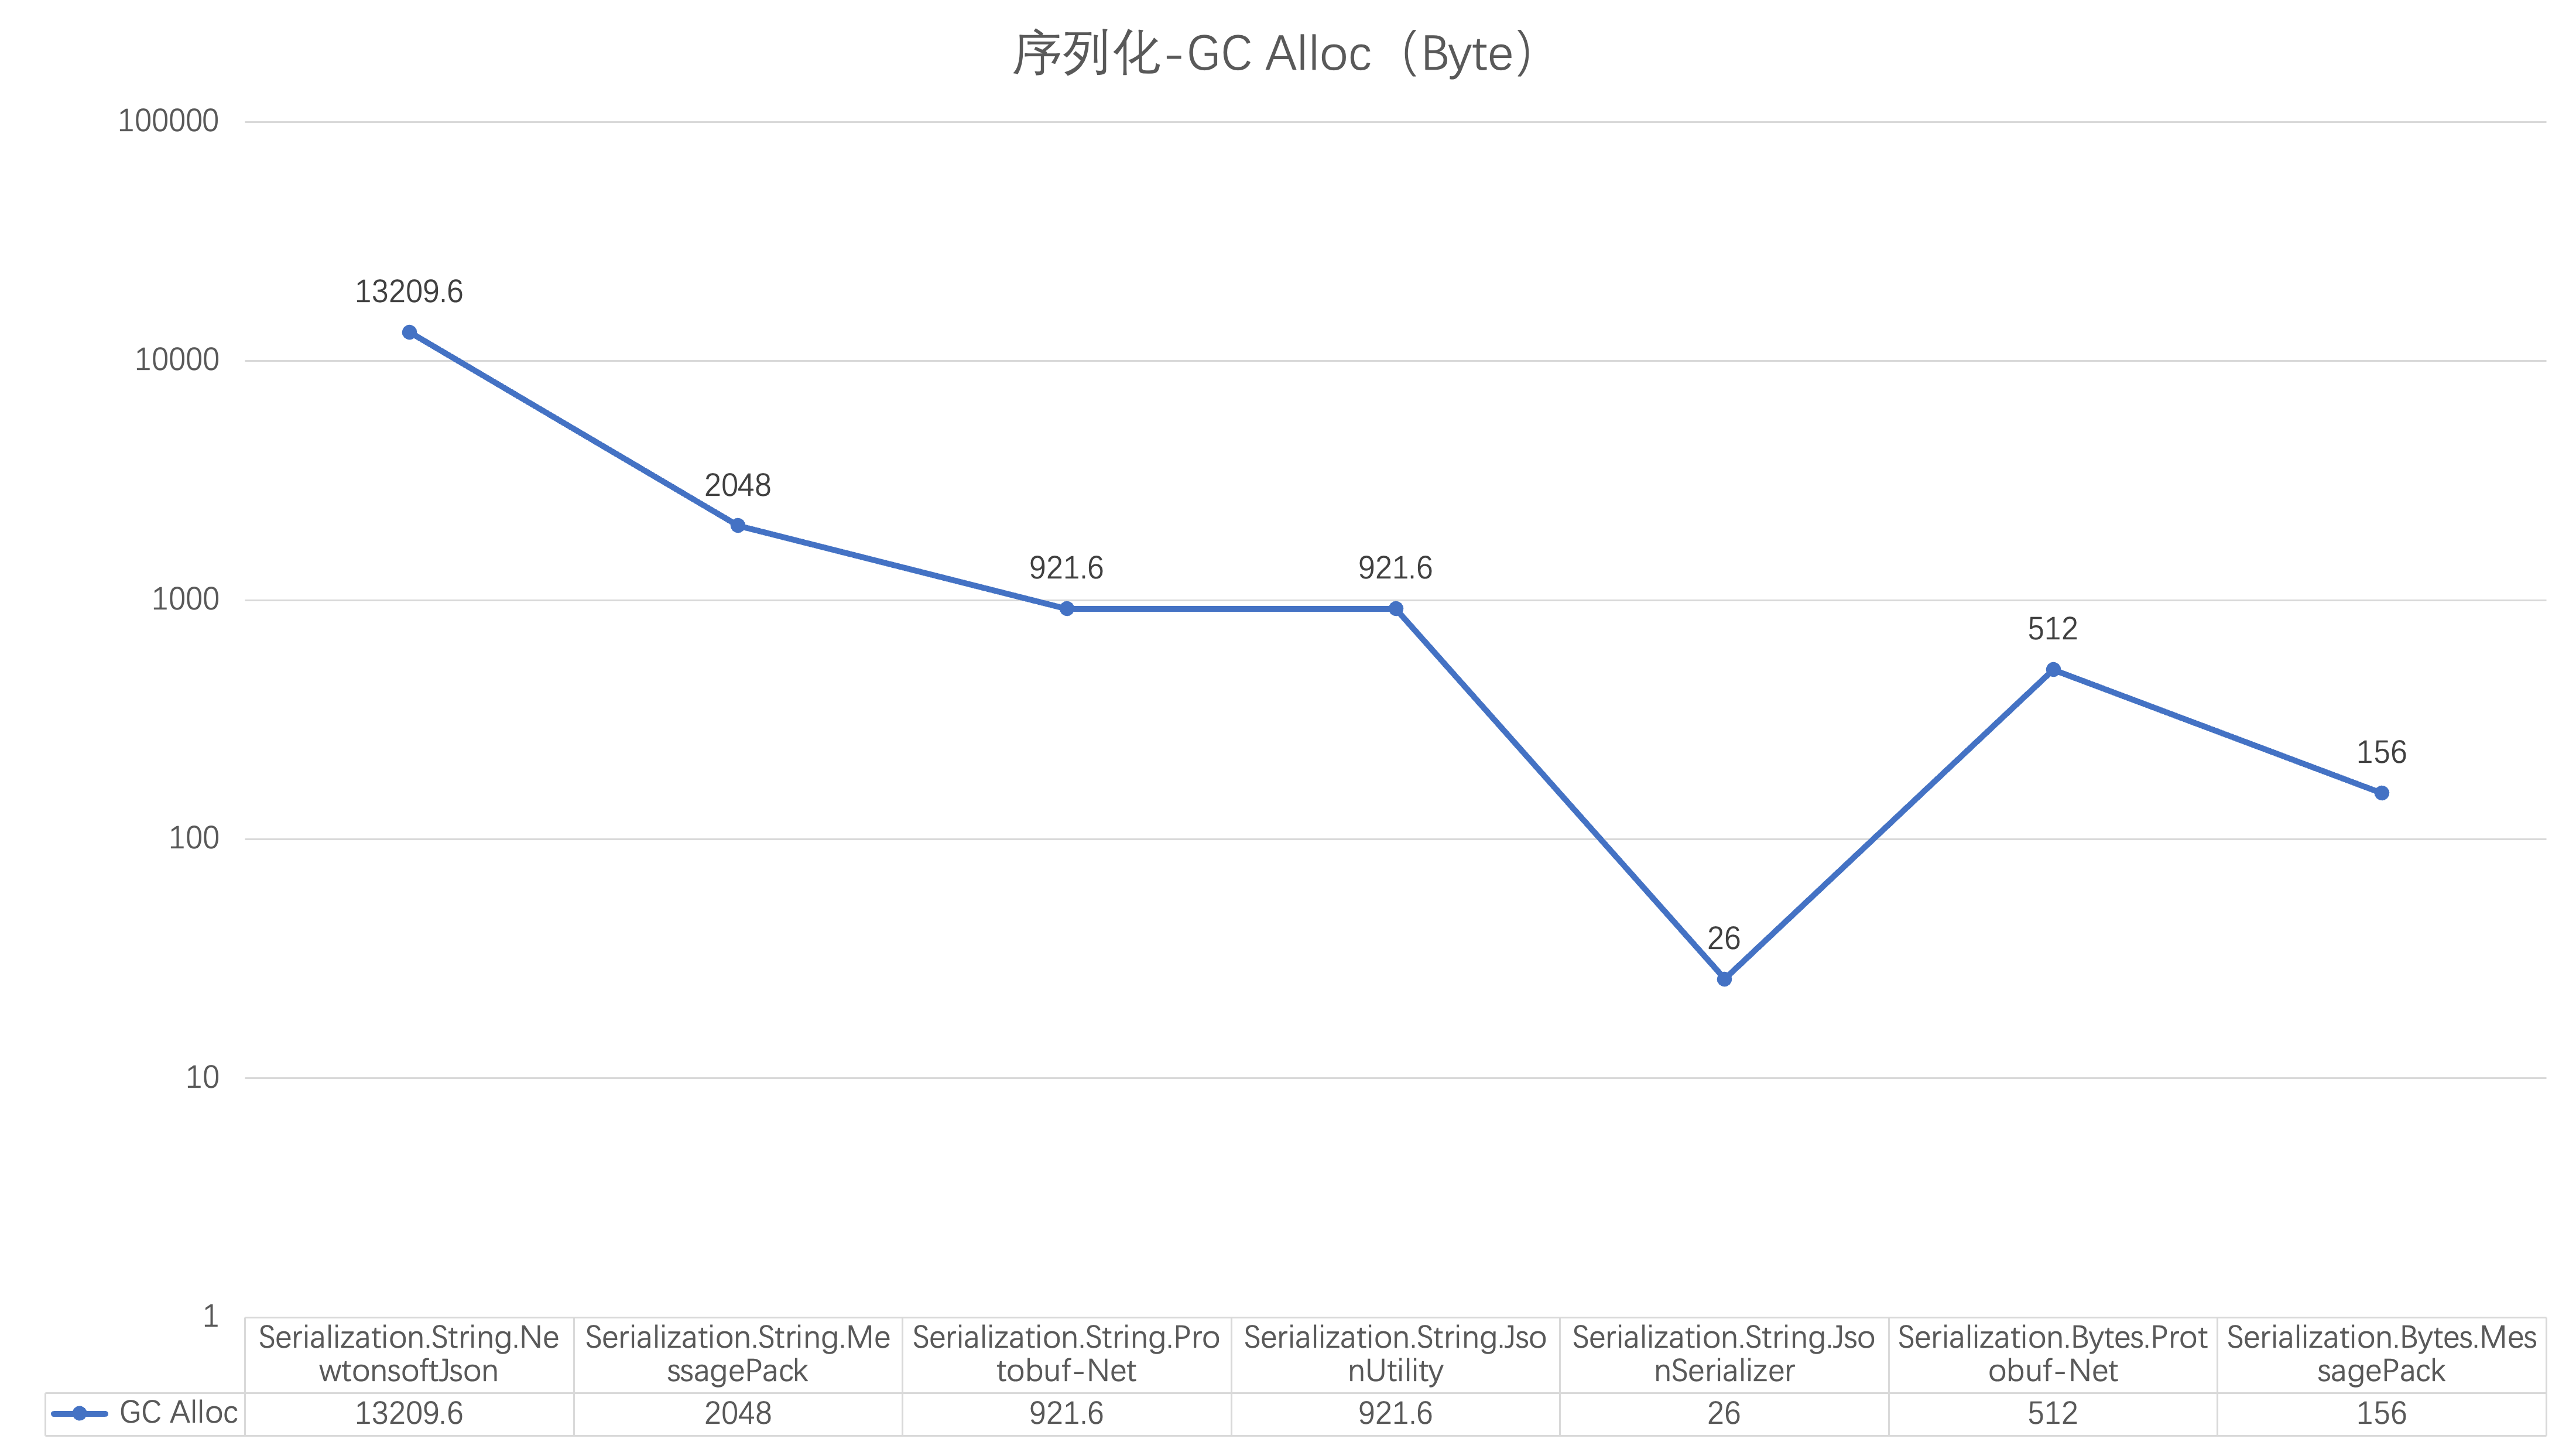 序列化-GC Alloc（Byte）
100000
10000
1000
100
10
1
13209.6
2048
921.6
921.6
26
512
156
Serialization.String.Ne
wtonsoftJson
Serialization.String.Me
ssagePack
Serialization.String.Pro
tobuf-Net
Serialization.String.Jso
nUtility
Serialization.String.Jso
nSerializer
Serialization.Bytes.Prot
obuf-Net
Serialization.Bytes.Mes
sagePack
GC Alloc 13209.6 2048 921.6 921.6 26 512 156